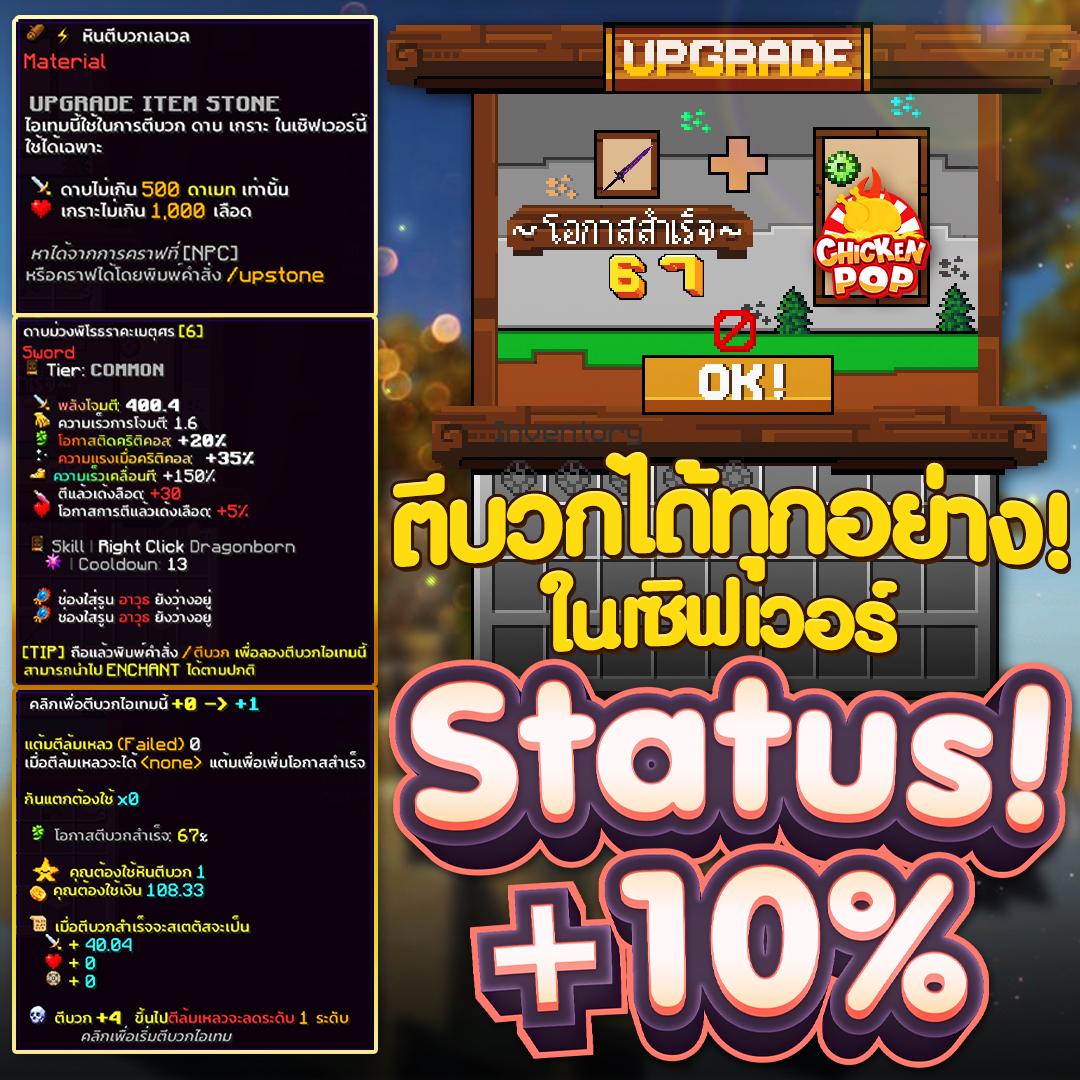 หินตีบวกเลเวล
Material
UPGRADE ITEM STONE
ไอเทมนี้ใช้ในการตีบวก ดาบ เกราะ ในเซิฟเวอร์นี้
ใช้ได้เฉพาะ
ดาบไม่เกิน 500 ดาเมท เท่านั้น
เกราะไม่เกิน 1,000 เลือด
หาได้จากการคราฟที่ [NPC]
หรือคราฟได้โดยพิมพ์คำสั่ง /upstone
ดาบม่วงพิโรธราคะเมตุศร [6]
Sword
Tier: COMMON
พลังโจมตี: 400.4
ความเร็วการโจมตี: 1.6
โอกาสติดคริติคอล: +20%
ความแรงเมื่อคริติคอล: +35%
ความเร็วเคลื่อนที่: +150%
ตีแล้วเด้งเลือด: +30
โอกาสการตีแล้วเด้งเลือด: +5%
Skill | Right Click Dragonborn
| Cooldown: 13
ช่องใส่รูน อาวุธ ยังว่างอยู่
ช่องใส่รูน อาวุธ ยังว่างอยู่
[TIP] ถือแล้วพิมพ์คำสั่ง /ตีบวก เพื่อลองตีบวกไอเทมนี้
สามารถนำไป ENCHANT ได้ตามปกติ
คลิกเพื่อตีบวกไอเทมนี้ +0 -> +1
แต้มตีล้มเหลว (Failed) 0
เมื่อตีล้มเหลวจะได้ <none> แต้มเพื่อเพิ่มโอกาสสำเร็จ
กันแตกต้องใช้ x0
โอกาสตีบวกสำเร็จ: 67%
คุณต้องใช้หินตีบวก 1
คุณต้องใช้เงิน 108.33
เมื่อตีบวกสำเร็จจะสเตตัสจะเป็น
+ 40.04
+ 0
+ 0
ตีบวก +4 ขึ้นไปตีล้มเหลวจะลดระดับ 1 ระดับ
คลิกเพื่อเริ่มตีบวกไอเทม
UPGRADE
~โอกาสสำเร็จ~
67
CHICKEN
POP
OK!
Inventory
ตีบวกได้ทุกอย่าง!
ในเซิฟเวอร์
Status!
+10%